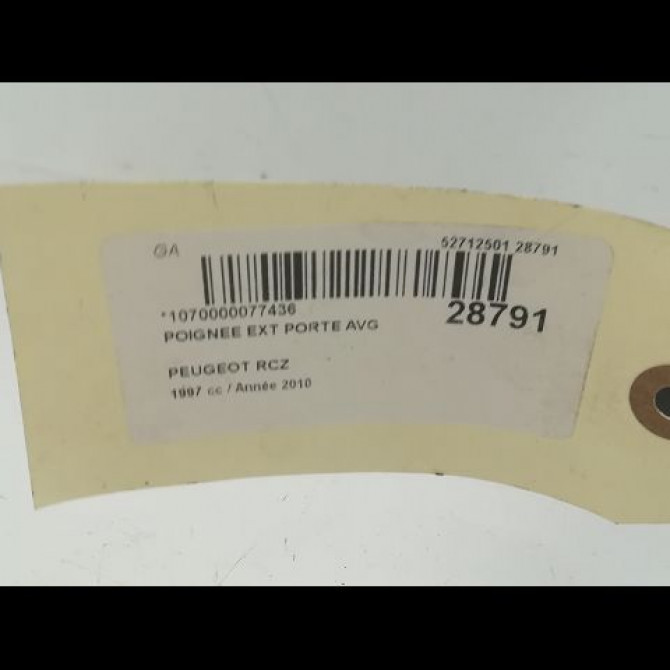 GA
52712501 28791
*1070000077436
28791
POIGNEE EXT PORTE AVG
PEUGEOT RCZ
1997 cc / Année 2010